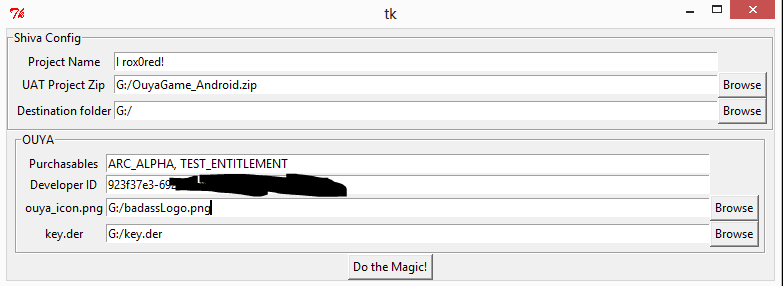 Tk
tk
Shiva Config
Project Name I rox0red!
UAT Project Zip G:/OuyaGame_Android.zip Browse
Destination folder G:/ Browse
OUYA
Purchasables ARC_ALPHA, TEST_ENTITLEMENT
Developer ID 923f37e3-69
ouya_icon.png G:/badassLogo.png Browse
key.der G:/key.der Browse
Do the Magic!